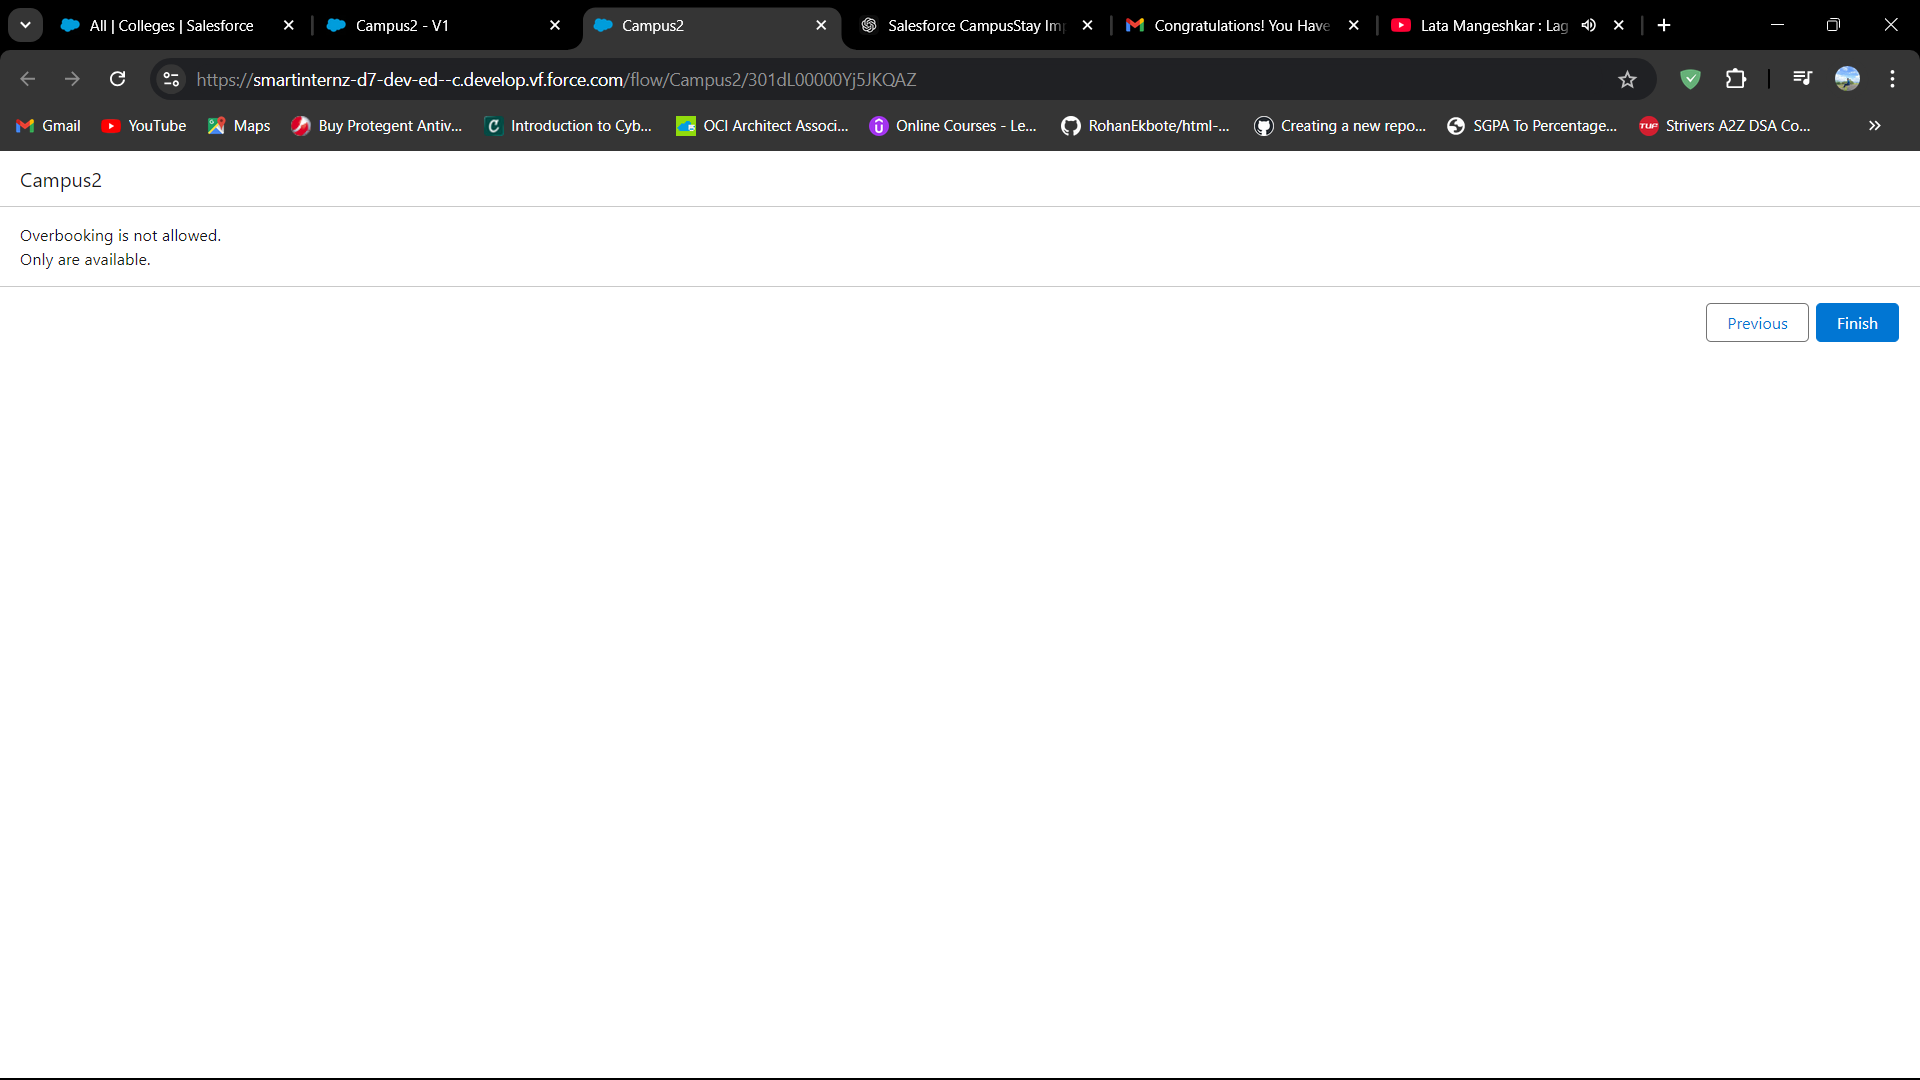 All | Colleges | Salesforce
Campus2 - V1
Campus2
Salesforce CampusStay Im
Congratulations! You Have
Lata Mangeshkar : Lag
https://smartinternz-d7-dev-ed--c.develop.vf.force.com/flow/Campus2/301dL00000Yj5JKQAZ
Gmail
YouTube
Maps
Buy Protegent Antiv...
Introduction to Cyb...
OCI Architect Associ...
Online Courses - Le...
RohanEkbote/html-...
Creating a new repo...
SGPA To Percentage...
TUF
Strivers A2Z DSA Co...
Campus2
Overbooking is not allowed.
Only are available.
Previous
Finish